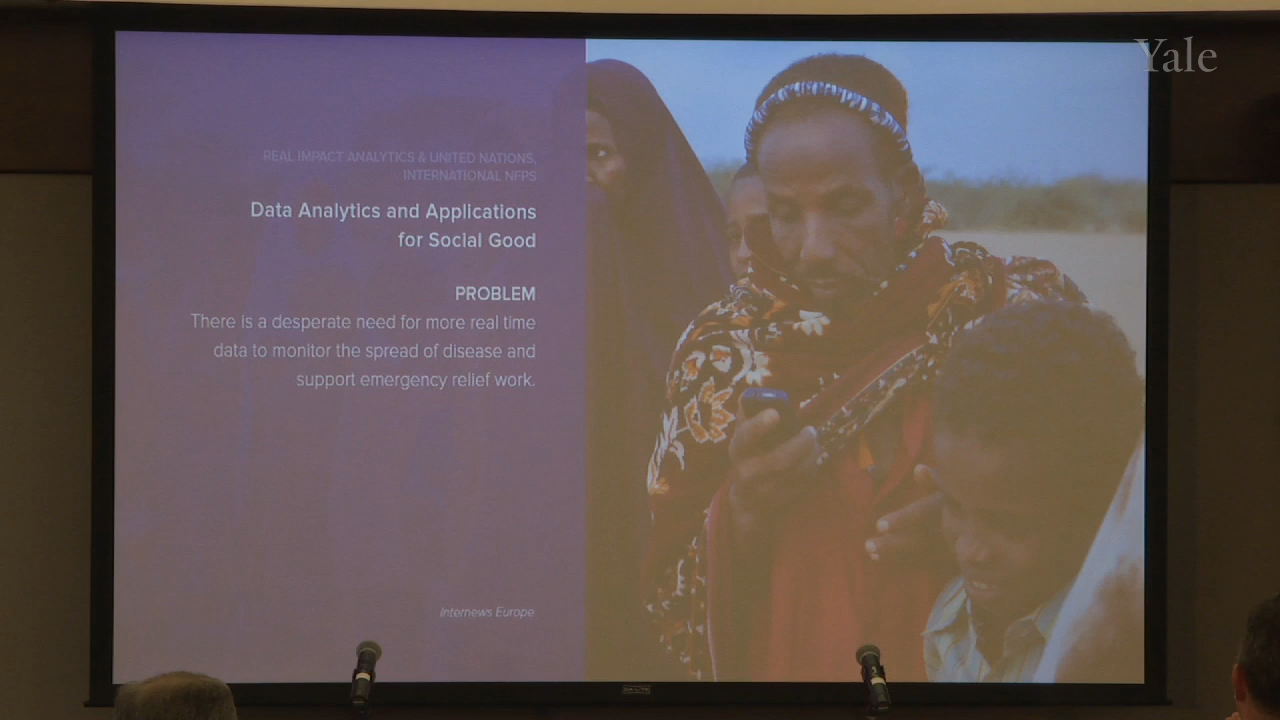 Yale
REAL IMPACT ANALYTICS & UNITED NATIONS,
INTERNATIONAL NFPS
Data Analytics and Applications
for Social Good
PROBLEM
There is a desperate need for more real time
data to monitor the spread of disease and
support emergency relief work.
Internews Europe
DA-LITE